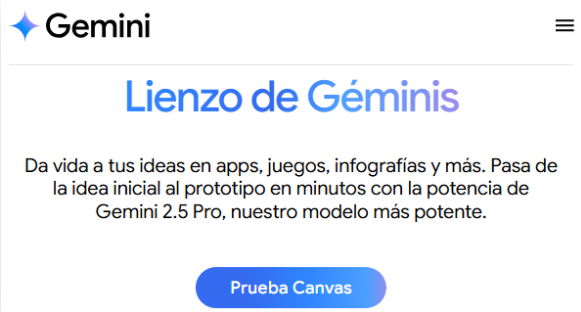 Gemini
Lienzo de Géminis
Da vida a tus ideas en apps, juegos, infografías y más. Pasa de
la idea inicial al prototipo en minutos con la potencia de
Gemini 2.5 Pro, nuestro modelo más potente.
Prueba Canvas